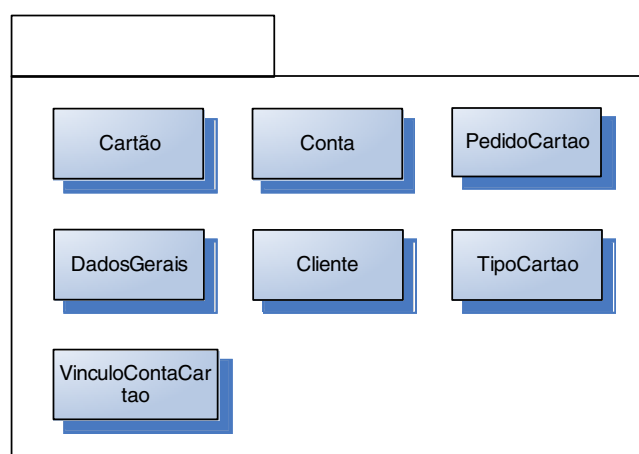 Cartão
Conta
PedidoCartao
DadosGerais
Cliente
TipoCartao
VinculoContaCar
tao